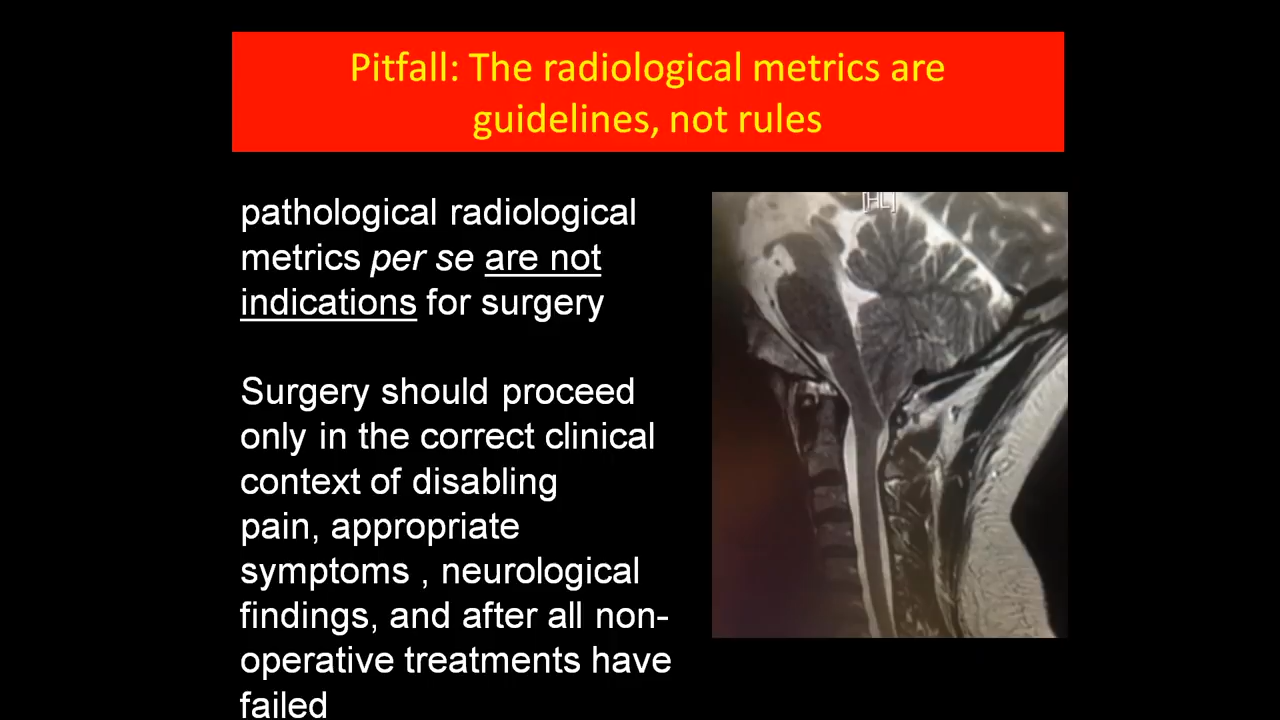 Pitfall: The radiological metrics are
guidelines, not rules
pathological radiological
metrics per se are not
indications for surgery
Surgery should proceed
only in the correct clinical
context of disabling
pain, appropriate
symptoms , neurological
findings, and after all non-
operative treatments have
failed
[HL]